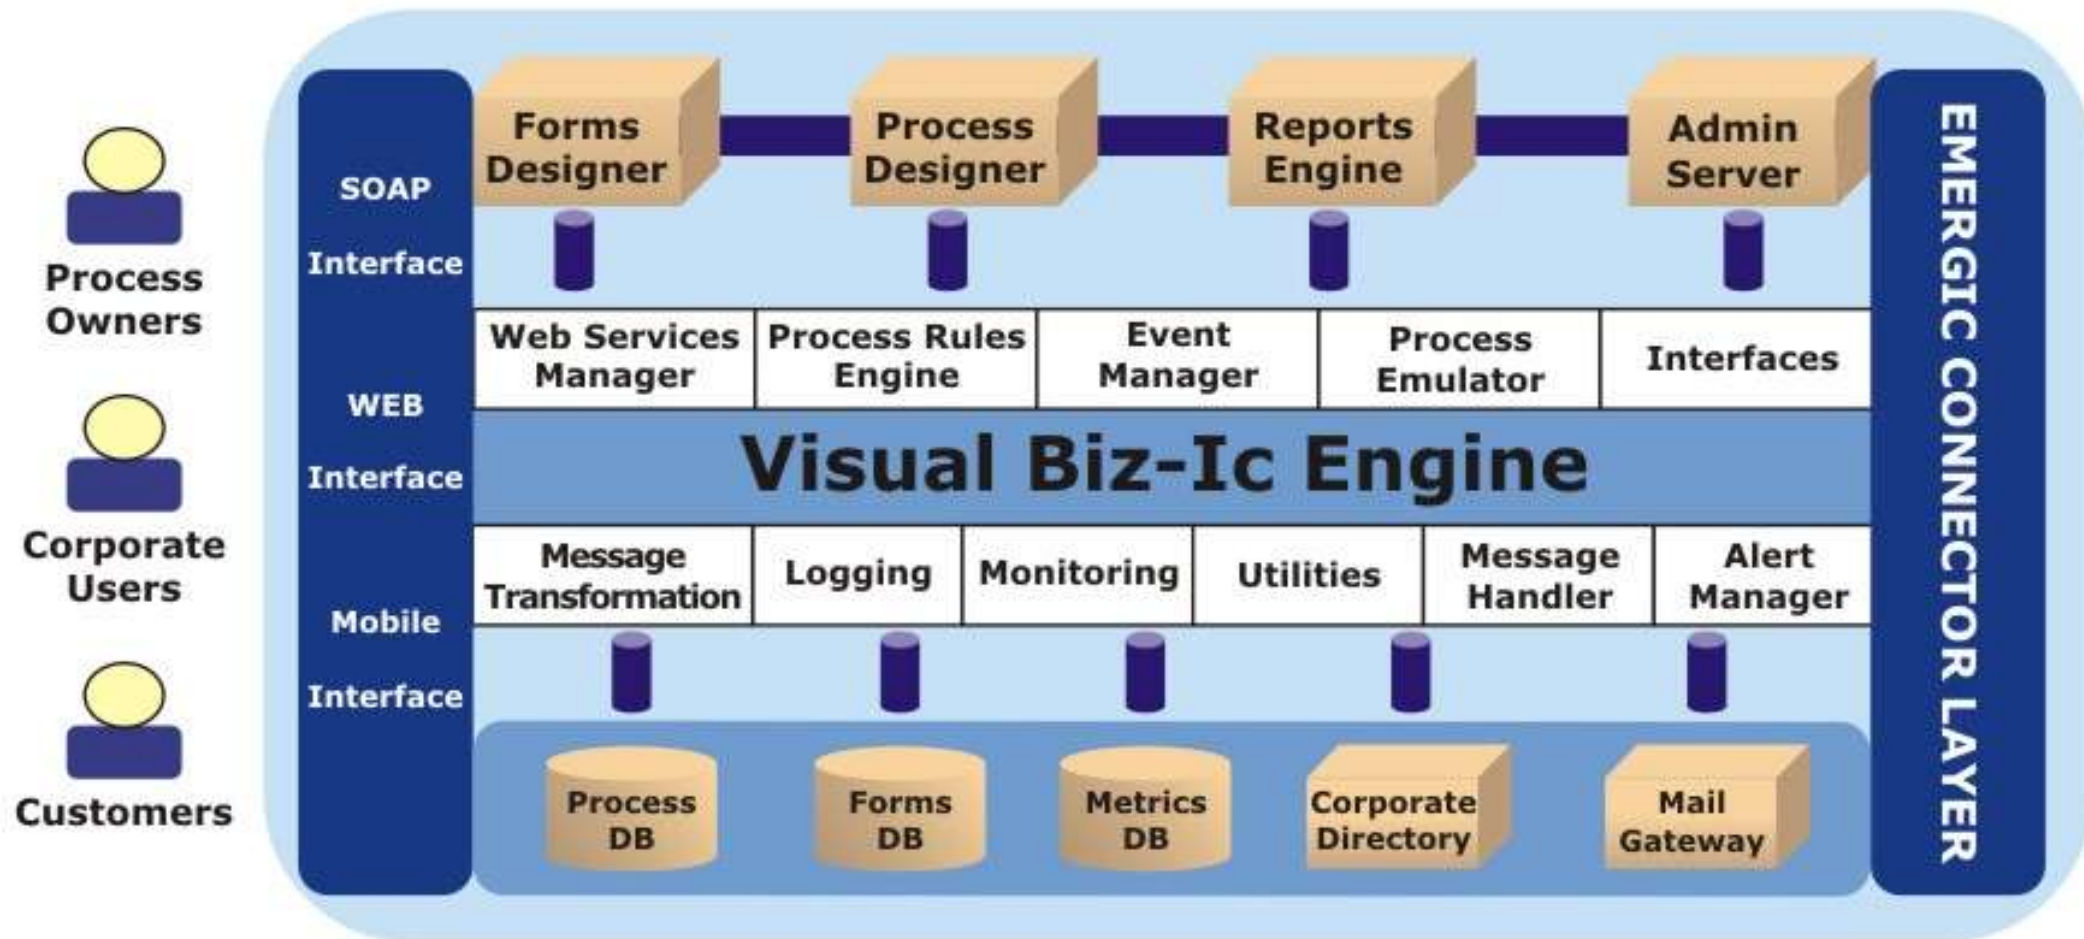 Process
Owners
Corporate
Users
Customers
SOAP
Interface
WEB
Interface
Mobile
Interface
Forms
Designer
Process
Designer
Reports
Engine
Admin
Server
Web Services
Manager
Process Rules
Engine
Event
Manager
Process
Emulator
Interfaces
Visual Biz-Ic Engine
Message
Transformation
Logging
Monitoring
Utilities
Message
Handler
Alert
Manager
Process
DB
Forms
DB
Metrics
DB
Corporate
Directory
Mail
Gateway
EMERGIC CONNECTOR LAYER